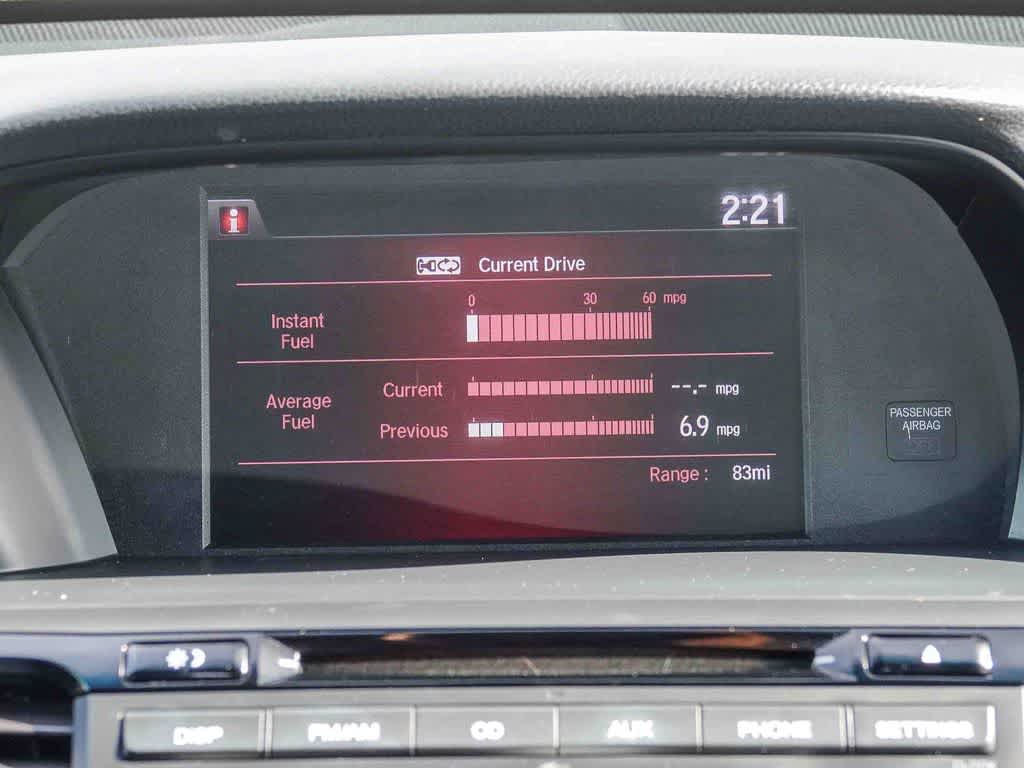 i
2:21
Current Drive
0 30 60 mpg
Instant
Fuel
Current --.- mpg
Average
Fuel
Previous 6.9 mpg
Range : 83mi
PASSENGER
AIRBAG
DISP FM/AM CD AUX PHONE SETTINGS